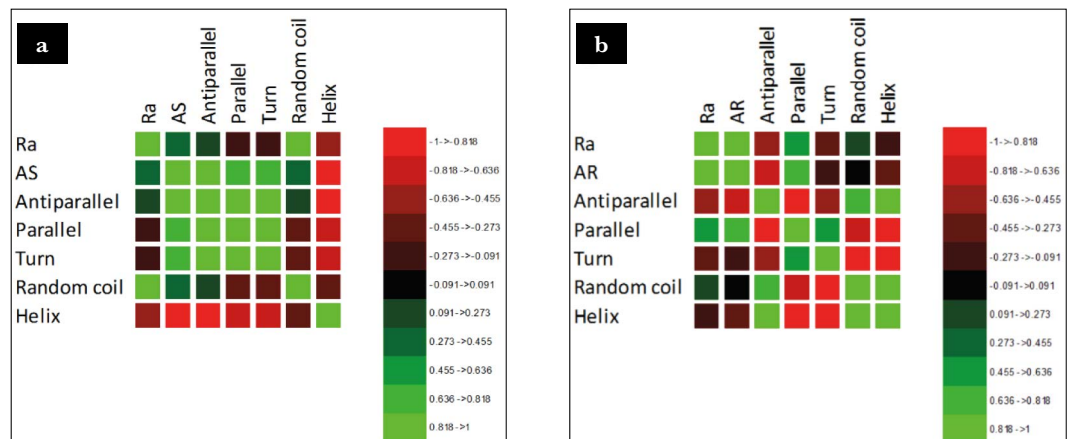 a
Ra
AS
Antiparallel
Parallel
Turn
Random coil
Helix
Ra
AS
Antiparallel
Parallel
Turn
Random coil
Helix
-1->-0.818
-0.818->-0.636
-0.636->-0.455
-0.455->-0.273
-0.273->-0.091
-0.091->0.091
0.091->0.273
0.273->0.455
0.455->0.636
0.636->0.818
0.818->1
b
Ra
AR
Antiparallel
Parallel
Turn
Random coil
Helix
Ra
AR
Antiparallel
Parallel
Turn
Random coil
Helix
-1->-0.818
-0.818->-0.636
-0.636->-0.455
-0.455->-0.273
-0.273->-0.091
-0.091->0.091
0.091->0.273
0.273->0.455
0.455->0.636
0.636->0.818
0.818->1